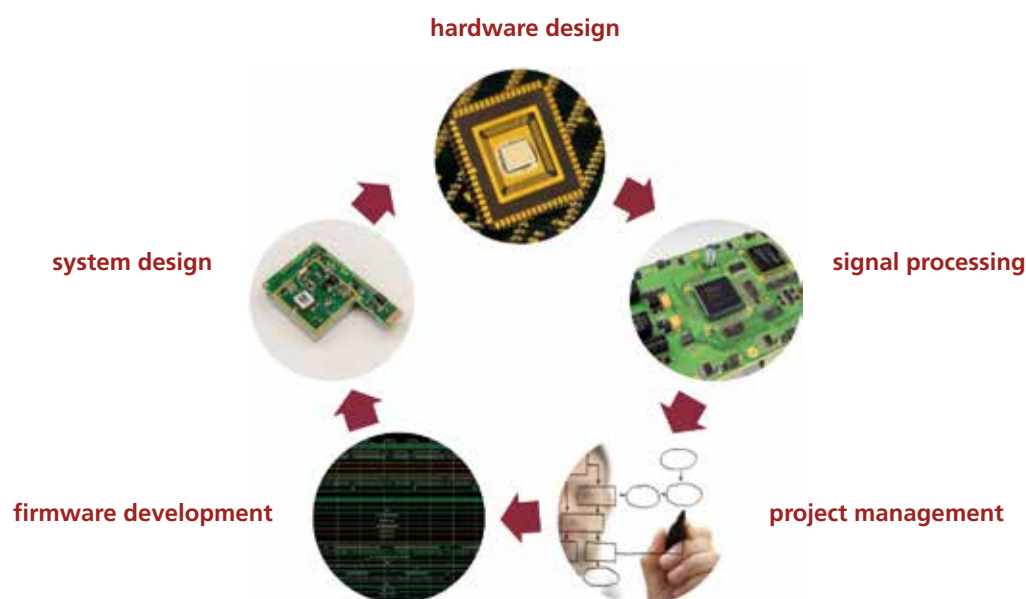 hardware design
system design
signal processing
firmware development
project management